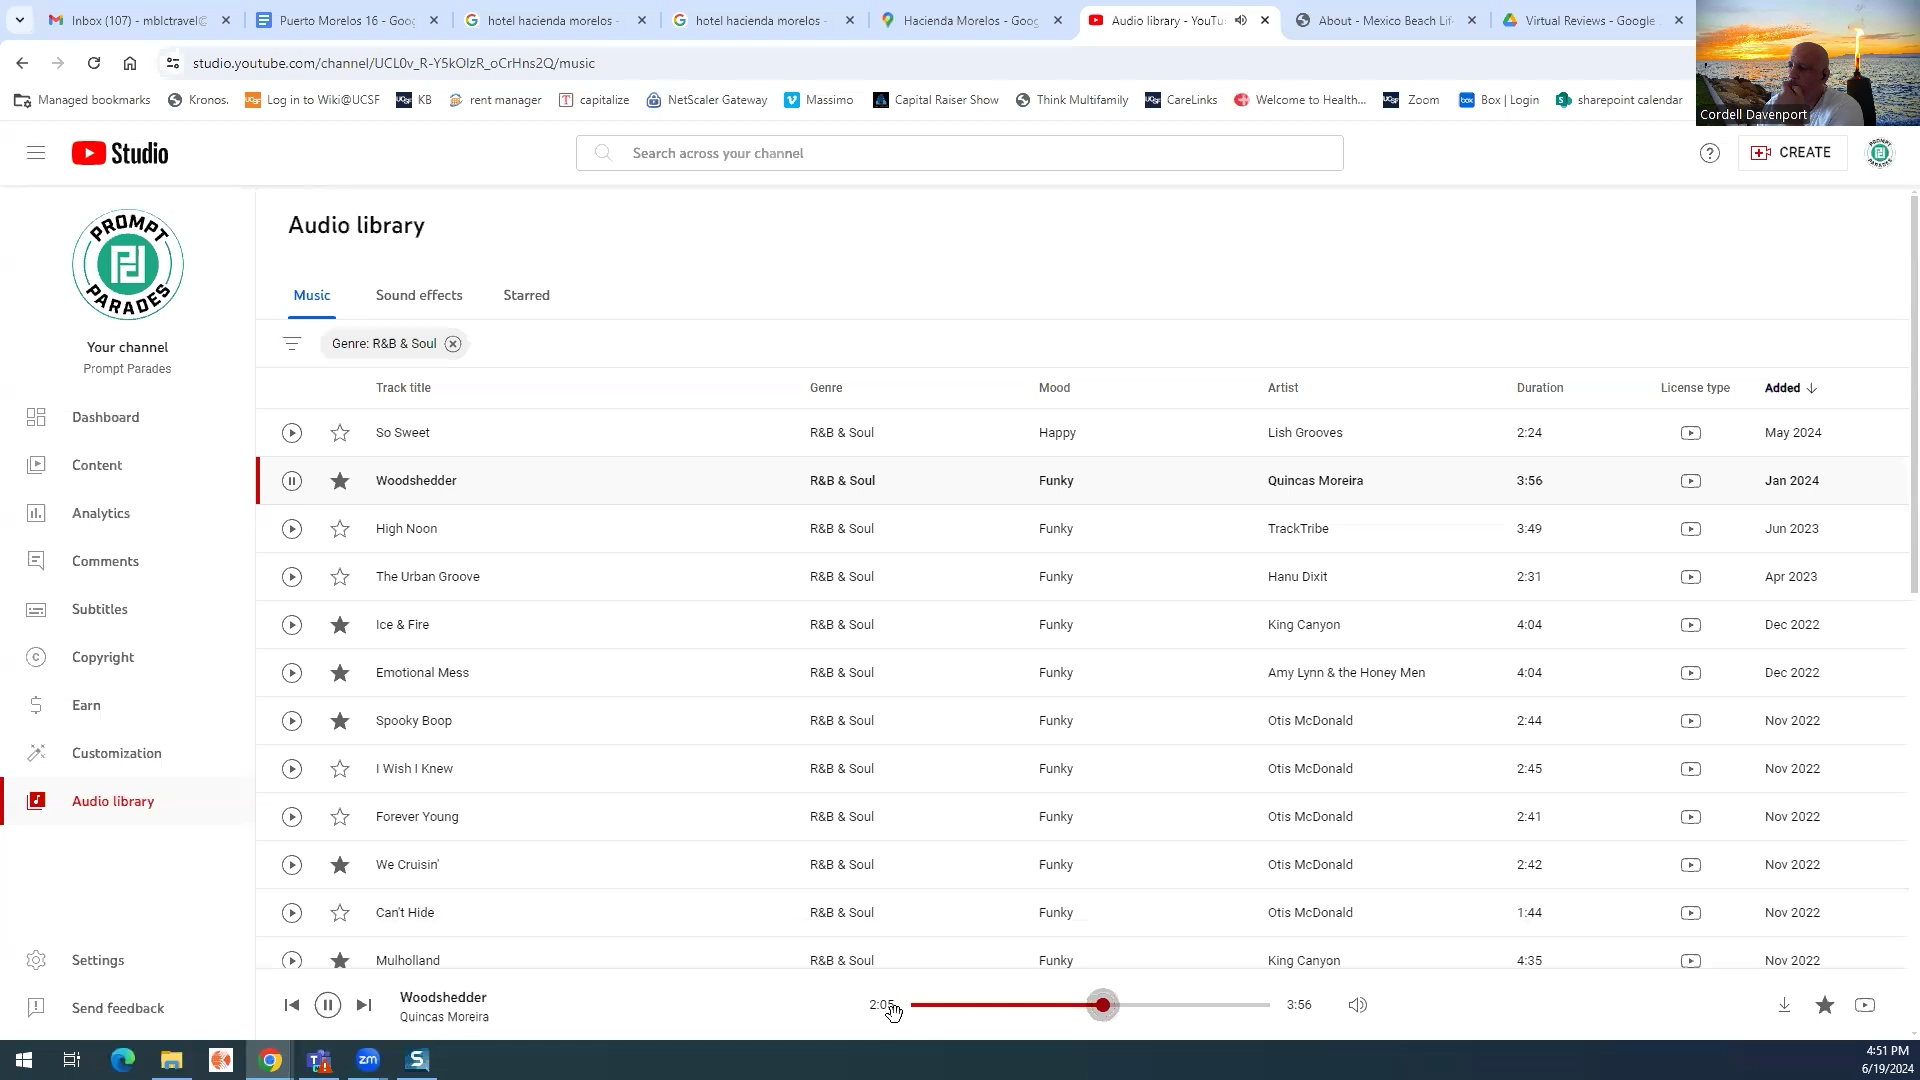 Inbox (107) - mblctravel@
Puerto Morelos 16 - Goog
hotel hacienda morelos -
hotel hacienda morelos -
Hacienda Morelos - Goog
Audio library - YouTu
About - Mexico Beach Lif
Virtual Reviews - Google
studio.youtube.com/channel/UCL0v_R-Y5kOlzR_oCrHns2Q/music
Managed bookmarks
Kronos.
UCSF Log in to Wiki@UCSF
UCSF KB
rent manager
T capitalize
NetScaler Gateway
Massimo
Capital Raiser Show
Think Multifamily
UCSF CareLinks
Welcome to Health...
UCSF Zoom
box Box | Login
sharepoint calendar
Cordell Davenport
Studio
Search across your channel
CREATE
PROMPT
PARADES
Your channel
Prompt Parades
Dashboard
Content
Analytics
Comments
Subtitles
Copyright
Earn
Customization
Audio library
Settings
Send feedback
Audio library
Music Sound effects Starred
Genre: R&B & Soul
Track title Genre Mood Artist Duration License type Added
So Sweet R&B & Soul Happy Lish Grooves 2:24 May 2024
Woodshedder R&B & Soul Funky Quincas Moreira 3:56 Jan 2024
High Noon R&B & Soul Funky TrackTribe 3:49 Jun 2023
The Urban Groove R&B & Soul Funky Hanu Dixit 2:31 Apr 2023
Ice & Fire R&B & Soul Funky King Canyon 4:04 Dec 2022
Emotional Mess R&B & Soul Funky Amy Lynn & the Honey Men 4:04 Dec 2022
Spooky Boop R&B & Soul Funky Otis McDonald 2:44 Nov 2022
I Wish I Knew R&B & Soul Funky Otis McDonald 2:45 Nov 2022
Forever Young R&B & Soul Funky Otis McDonald 2:41 Nov 2022
We Cruisin' R&B & Soul Funky Otis McDonald 2:42 Nov 2022
Can't Hide R&B & Soul Funky Otis McDonald 1:44 Nov 2022
Mulholland R&B & Soul Funky King Canyon 4:35 Nov 2022
Woodshedder
Quincas Moreira
2:05
3:56
zm
S
4:51 PM
6/19/2024